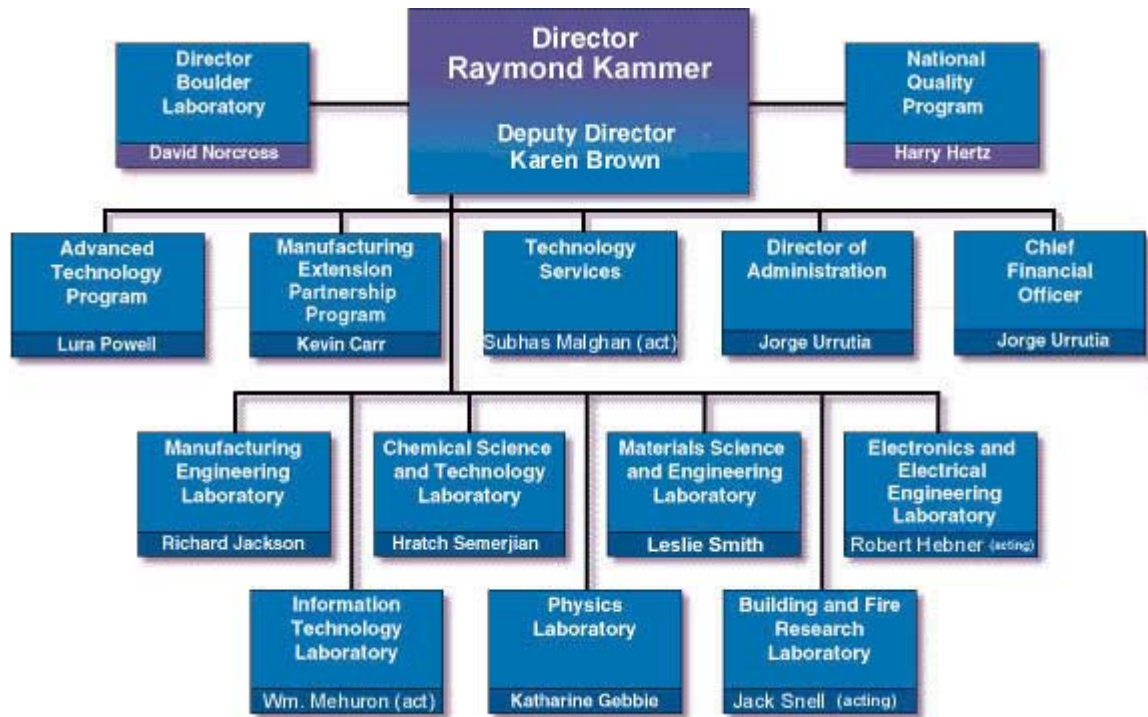 Director
Raymond Kammer
Deputy Director
Karen Brown
Director
Boulder
Laboratory
David Norcross
National
Quality
Program
Harry Hertz
Advanced
Technology
Program
Lura Powell
Manufacturing
Extension
Partnership
Program
Kevin Carr
Technology
Services
Subhas Malghan (act)
Director of
Administration
Jorge Urrutia
Chief
Financial
Officer
Jorge Urrutia
Manufacturing
Engineering
Laboratory
Richard Jackson
Chemical Science
and Technology
Laboratory
Hratch Semerjian
Materials Science
and Engineering
Laboratory
Leslie Smith
Electronics and
Electrical
Engineering
Laboratory
Robert Hebner (acting)
Information
Technology
Laboratory
Wm. Mehuron (act)
Physics
Laboratory
Katharine Gebbie
Building and Fire
Research
Laboratory
Jack Snell (acting)